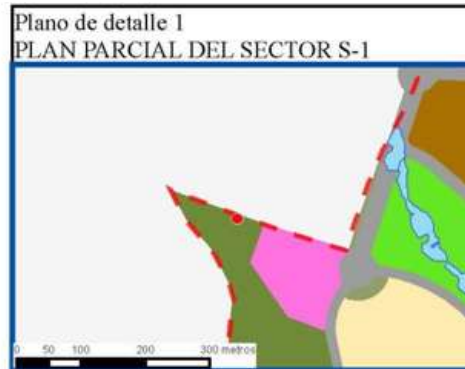 Plano de detalle 1
PLAN PARCIAL DEL SECTOR S-1
0 50 100 200 300 metros